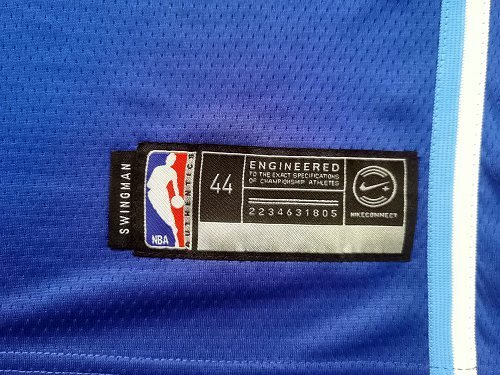 SWINGMAN
NBA
AUTHENTICS
44
ENGINEERED
TO THE EXACT SPECIFICATIONS
OF CHAMPIONSHIP ATHLETES
2234631805
NIKECONNECT